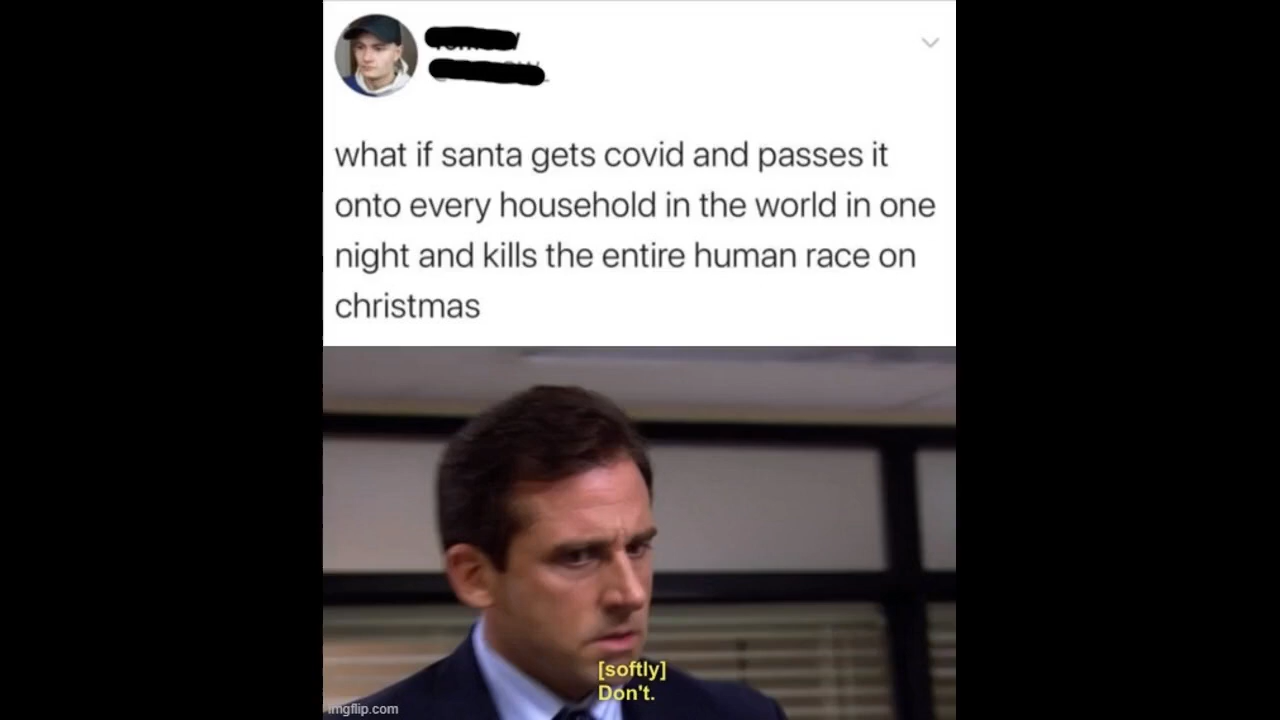 what if santa gets covid and passes it
onto every household in the world in one
night and kills the entire human race on
christmas
[softly]
Don't.
imgflip.com